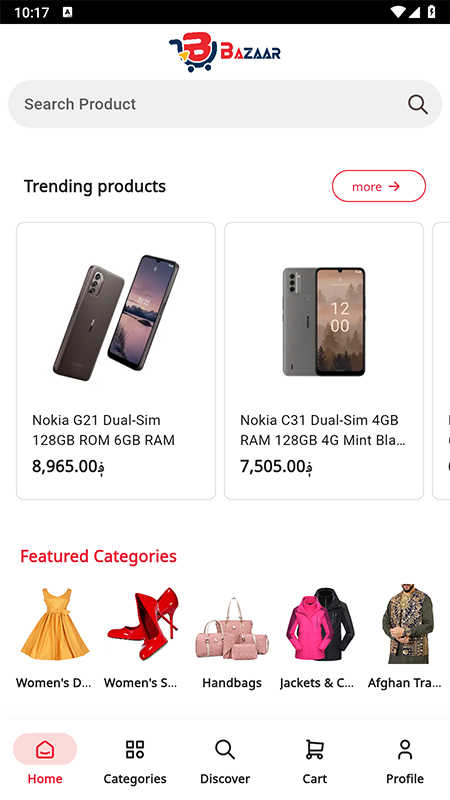 10:17 A
BAZAAR
Search Product
Trending products
more →
Nokia G21 Dual-Sim
128GB ROM 6GB RAM
8,965.00؋
Nokia C31 Dual-Sim 4GB
RAM 128GB 4G Mint Bla...
7,505.00؋
12
00
Featured Categories
Women's D...
Women's S...
Handbags
Jackets & C...
Afghan Tra...
Home
Categories
Discover
Cart
Profile